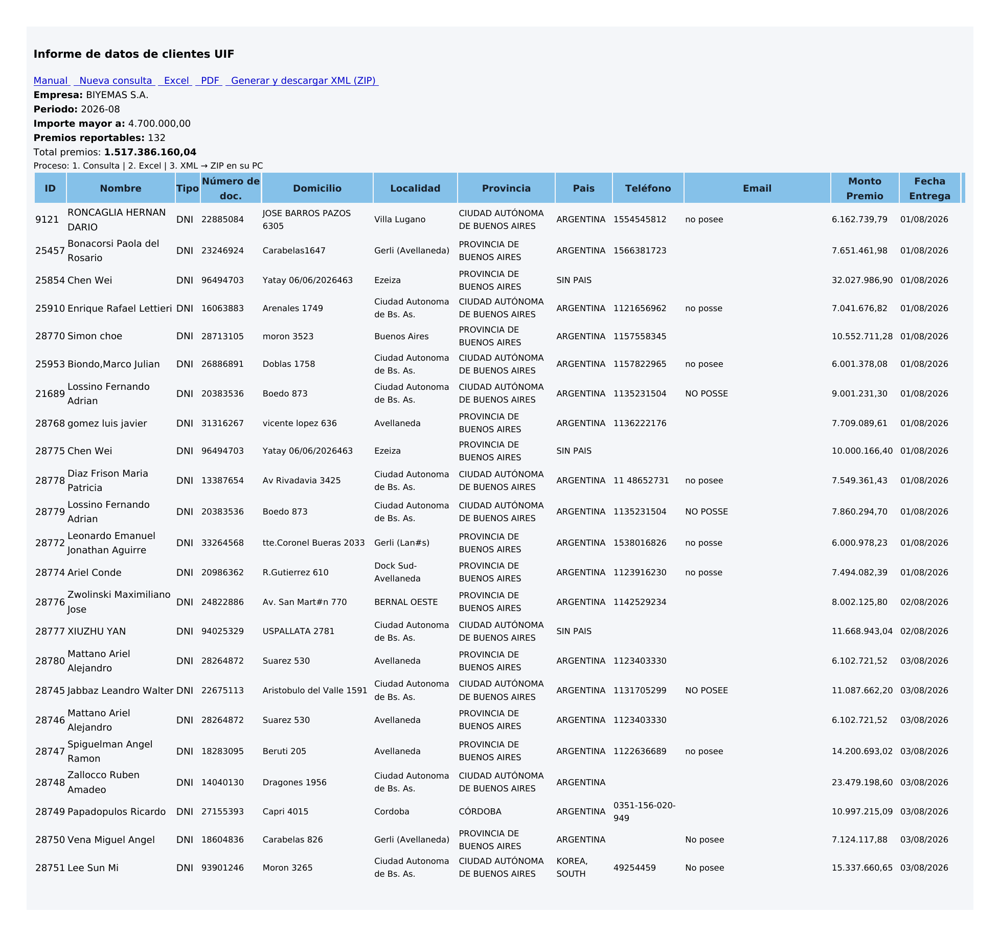 Informe de datos de clientes UIF
Manual   Nueva consulta   Excel   PDF   Generar y descargar XML (ZIP)
Empresa: BIYEMAS S.A.
Periodo: 2026-08
Importe mayor a: 4.700.000,00
Premios reportables: 132
Total premios: 1.517.386.160,04
Proceso: 1. Consulta | 2. Excel | 3. XML → ZIP en su PC
ID Nombre Tipo Número de doc. Domicilio Localidad Provincia Pais Teléfono Email Monto Premio Fecha Entrega
9121 RONCAGLIA HERNAN DARIO DNI 22885084 JOSE BARROS PAZOS 6305 Villa Lugano CIUDAD AUTÓNOMA DE BUENOS AIRES ARGENTINA 1554545812 no posee 6.162.739,79 01/08/2026
25457 Bonacorsi Paola del Rosario DNI 23246924 Carabelas1647 Gerli (Avellaneda) PROVINCIA DE BUENOS AIRES ARGENTINA 1566381723 7.651.461,98 01/08/2026
25854 Chen Wei DNI 96494703 Yatay 06/06/2026463 Ezeiza PROVINCIA DE BUENOS AIRES SIN PAIS 32.027.986,90 01/08/2026
25910 Enrique Rafael Lettieri DNI 16063883 Arenales 1749 Ciudad Autonoma de Bs. As. CIUDAD AUTÓNOMA DE BUENOS AIRES ARGENTINA 1121656962 no posse 7.041.676,82 01/08/2026
28770 Simon choe DNI 28713105 moron 3523 Buenos Aires PROVINCIA DE BUENOS AIRES ARGENTINA 1157558345 10.552.711,28 01/08/2026
25953 Biondo,Marco Julian DNI 26886891 Doblas 1758 Ciudad Autonoma de Bs. As. CIUDAD AUTÓNOMA DE BUENOS AIRES ARGENTINA 1157822965 no posee 6.001.378,08 01/08/2026
21689 Lossino Fernando Adrian DNI 20383536 Boedo 873 Ciudad Autonoma de Bs. As. CIUDAD AUTÓNOMA DE BUENOS AIRES ARGENTINA 1135231504 NO POSSE 9.001.231,30 01/08/2026
28768 gomez luis javier DNI 31316267 vicente lopez 636 Avellaneda PROVINCIA DE BUENOS AIRES ARGENTINA 1136222176 7.709.089,61 01/08/2026
28775 Chen Wei DNI 96494703 Yatay 06/06/2026463 Ezeiza PROVINCIA DE BUENOS AIRES SIN PAIS 10.000.166,40 01/08/2026
28778 Diaz Frison Maria Patricia DNI 13387654 Av Rivadavia 3425 Ciudad Autonoma de Bs. As. CIUDAD AUTÓNOMA DE BUENOS AIRES ARGENTINA 11 48652731 no posee 7.549.361,43 01/08/2026
28779 Lossino Fernando Adrian DNI 20383536 Boedo 873 Ciudad Autonoma de Bs. As. CIUDAD AUTÓNOMA DE BUENOS AIRES ARGENTINA 1135231504 NO POSSE 7.860.294,70 01/08/2026
28772 Leonardo Emanuel Jonathan Aguirre DNI 33264568 tte.Coronel Bueras 2033 Gerli (Lan#s) PROVINCIA DE BUENOS AIRES ARGENTINA 1538016826 no posse 6.000.978,23 01/08/2026
28774 Ariel Conde DNI 20986362 R.Gutierrez 610 Dock Sud-Avellaneda PROVINCIA DE BUENOS AIRES ARGENTINA 1123916230 no posse 7.494.082,39 01/08/2026
28776 Zwolinski Maximiliano Jose DNI 24822886 Av. San Mart#n 770 BERNAL OESTE PROVINCIA DE BUENOS AIRES ARGENTINA 1142529234 8.002.125,80 02/08/2026
28777 XIUZHU YAN DNI 94025329 USPALLATA 2781 Ciudad Autonoma de Bs. As. CIUDAD AUTÓNOMA DE BUENOS AIRES SIN PAIS 11.668.943,04 02/08/2026
28780 Mattano Ariel Alejandro DNI 28264872 Suarez 530 Avellaneda PROVINCIA DE BUENOS AIRES ARGENTINA 1123403330 6.102.721,52 03/08/2026
28745 Jabbaz Leandro Walter DNI 22675113 Aristobulo del Valle 1591 Ciudad Autonoma de Bs. As. CIUDAD AUTÓNOMA DE BUENOS AIRES ARGENTINA 1131705299 NO POSEE 11.087.662,20 03/08/2026
28746 Mattano Ariel Alejandro DNI 28264872 Suarez 530 Avellaneda PROVINCIA DE BUENOS AIRES ARGENTINA 1123403330 6.102.721,52 03/08/2026
28747 Spiguelman Angel Ramon DNI 18283095 Beruti 205 Avellaneda PROVINCIA DE BUENOS AIRES ARGENTINA 1122636689 no posee 14.200.693,02 03/08/2026
28748 Zallocco Ruben Amadeo DNI 14040130 Dragones 1956 Ciudad Autonoma de Bs. As. CIUDAD AUTÓNOMA DE BUENOS AIRES ARGENTINA 23.479.198,60 03/08/2026
28749 Papadopulos Ricardo DNI 27155393 Capri 4015 Cordoba CÓRDOBA ARGENTINA 0351-156-020-949 10.997.215,09 03/08/2026
28750 Vena Miguel Angel DNI 18604836 Carabelas 826 Gerli (Avellaneda) PROVINCIA DE BUENOS AIRES ARGENTINA No posee 7.124.117,88 03/08/2026
28751 Lee Sun Mi DNI 93901246 Moron 3265 Ciudad Autonoma de Bs. As. CIUDAD AUTÓNOMA DE BUENOS AIRES KOREA, SOUTH 49254459 No posee 15.337.660,65 03/08/2026